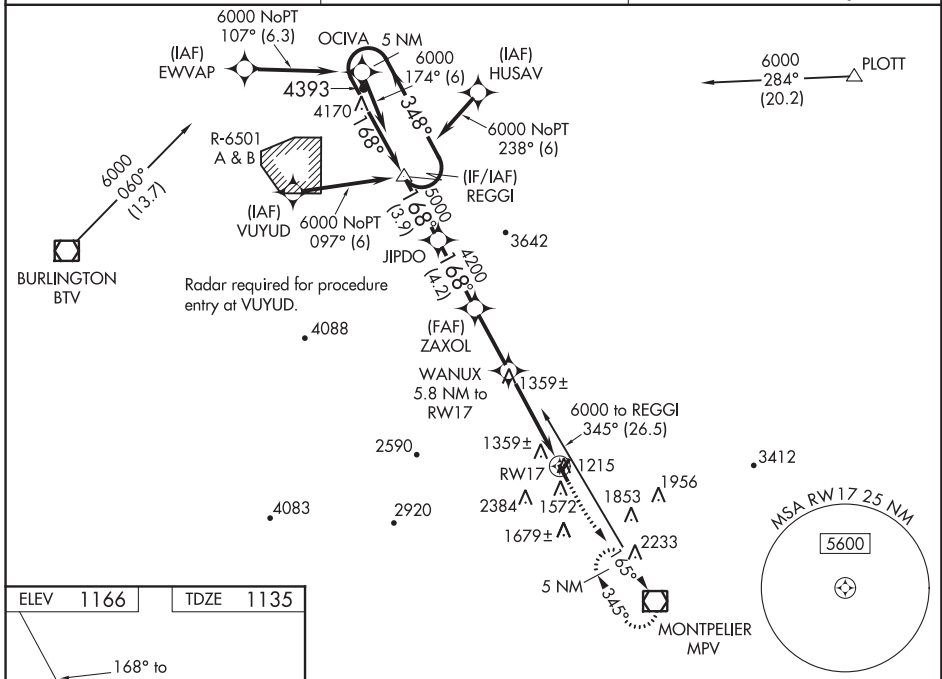 6000 NoPT
107° (6.3)
(IAF)
EWVAP
OCIVA
5 NM
6000
174° (6)
(IAF)
HUSAV
6000
284°
(20.2)
PLOTT
4393
4170
168°
348°
6000 NoPT
238° (6)
R-6501
A & B
6000
060°
(13.7)
(IAF)
VUYUD
6000 NoPT
097° (6)
(IF/IAF)
REGGI
5000
168°
(3.9)
3642
BURLINGTON
BTV
JIPDO
4200
168°
(4.2)
Radar required for procedure
entry at VUYUD.
4088
(FAF)
ZAXOL
WANUX
5.8 NM to
RW17
1359±
6000 to REGGI
345° (26.5)
2590
1359±
RW17
1215
3412
4083
2920
2384
1572
1853
1956
1679±
2233
MSA RW 17 25 NM
5600
5 NM
165°
345°
MONTPELIER
MPV
ELEV 1166
TDZE 1135
168° to